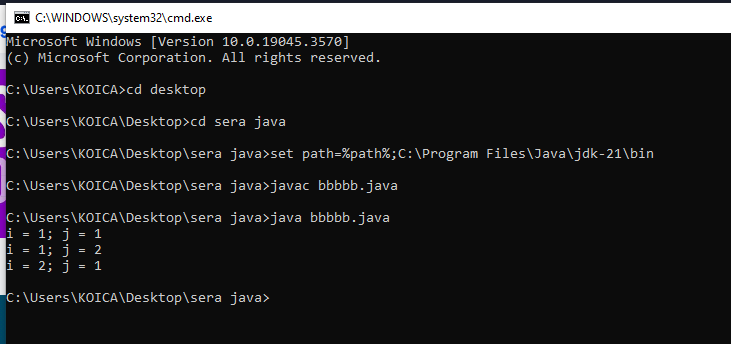 C:\WINDOWS\system32\cmd.exe
Microsoft Windows [Version 10.0.19045.3570]
(c) Microsoft Corporation. All rights reserved.
C:\Users\KOICA>cd desktop
C:\Users\KOICA\Desktop>cd sera java
C:\Users\KOICA\Desktop\sera java>set path=%path%;C:\Program Files\Java\jdk-21\bin
C:\Users\KOICA\Desktop\sera java>javac bbbbb.java
C:\Users\KOICA\Desktop\sera java>java bbbbb.java
i = 1; j = 1
i = 1; j = 2
i = 2; j = 1
C:\Users\KOICA\Desktop\sera java>